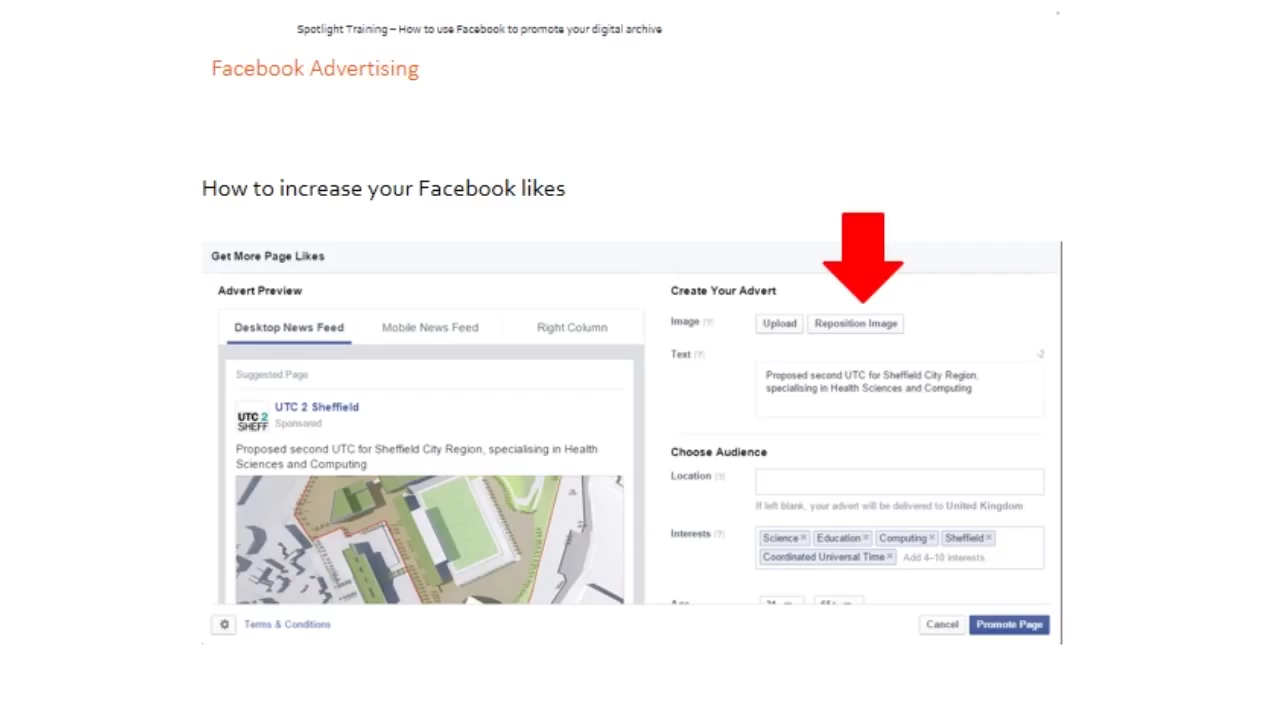 Spotlight Training – How to use Facebook to promote your digital archive
Facebook Advertising
How to increase your Facebook likes
Get More Page Likes
Advert Preview
Desktop News Feed Mobile News Feed Right Column
Suggested Page
UTC 2
SHEFF
UTC 2 Sheffield
Sponsored
Proposed second UTC for Sheffield City Region, specialising in Health
Sciences and Computing
Create Your Advert
Image [?] Upload Reposition Image
Text [?] -2
Proposed second UTC for Sheffield City Region,
specialising in Health Sciences and Computing
Choose Audience
Location [?]
If left blank, your advert will be delivered to United Kingdom.
Interests [?] Science × Education × Computing × Sheffield ×
Coordinated Universal Time × Add 4–10 interests
Terms & Conditions Cancel Promote Page